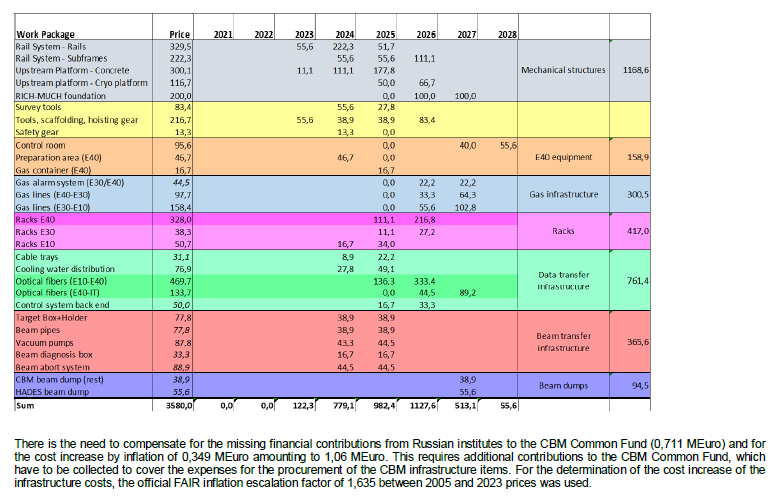 Work Package Price 2021 2022 2023 2024 2025 2026 2027 2028
Rail System - Rails 329,5 55,6 222,3 51,7
Rail System - Subframes 222,3 55,6 55,6 111,1
Upstream Platform - Concrete 300,1 11,1 111,1 177,8 Mechanical structures 1168,6
Upstream platform - Cryo platform 116,7 50,0 66,7
RICH-MUCH foundation 200,0 0,0 100,0 100,0
Survey tools 83,4 55,6 27,8
Tools, scaffolding, hoisting gear 216,7 55,6 38,9 38,9 83,4
Safety gear 13,3 13,3 0,0
Control room 95,6 0,0 40,0 55,6
Preparation area (E40) 46,7 46,7 0,0 E40 equipment 158,9
Gas container (E40) 16,7 16,7
Gas alarm system (E30/E40) 44,5 0,0 22,2 22,2
Gas lines (E40-E30) 97,7 0,0 33,3 64,3 Gas infrastructure 300,5
Gas lines (E30-E10) 158,4 0,0 55,6 102,8
Racks E40 328,0 111,1 216,8
Racks E30 38,3 11,1 27,2 Racks 417,0
Racks E10 50,7 16,7 34,0
Cable trays 31,1 8,9 22,2
Cooling water distribution 76,9 27,8 49,1
Optical fibers (E10-E40) 469,7 136,3 333,4 Data transfer infrastructure 761,4
Optical fibers (E40-IT) 133,7 0,0 44,5 89,2
Control system back end 50,0 16,7 33,3
Target Box+Holder 77,8 38,9 38,9
Beam pipes 77,8 38,9 38,9
Vacuum pumps 87,8 43,3 44,5 Beam transfer infrastructure 365,6
Beam diagnosis box 33,3 16,7 16,7
Beam abort system 88,9 44,5 44,5
CBM beam dump (rest) 38,9 38,9
HADES beam dump 55,6 55,6 Beam dumps 94,5
Sum 3580,0 0,0 0,0 122,3 779,1 982,4 1127,6 513,1 55,6
There is the need to compensate for the missing financial contributions from Russian institutes to the CBM Common Fund (0,711 MEuro) and for
the cost increase by inflation of 0,349 MEuro amounting to 1,06 MEuro. This requires additional contributions to the CBM Common Fund, which
have to be collected to cover the expenses for the procurement of the CBM infrastructure items. For the determination of the cost increase of the
infrastructure costs, the official FAIR inflation escalation factor of 1,635 between 2005 and 2023 prices was used.